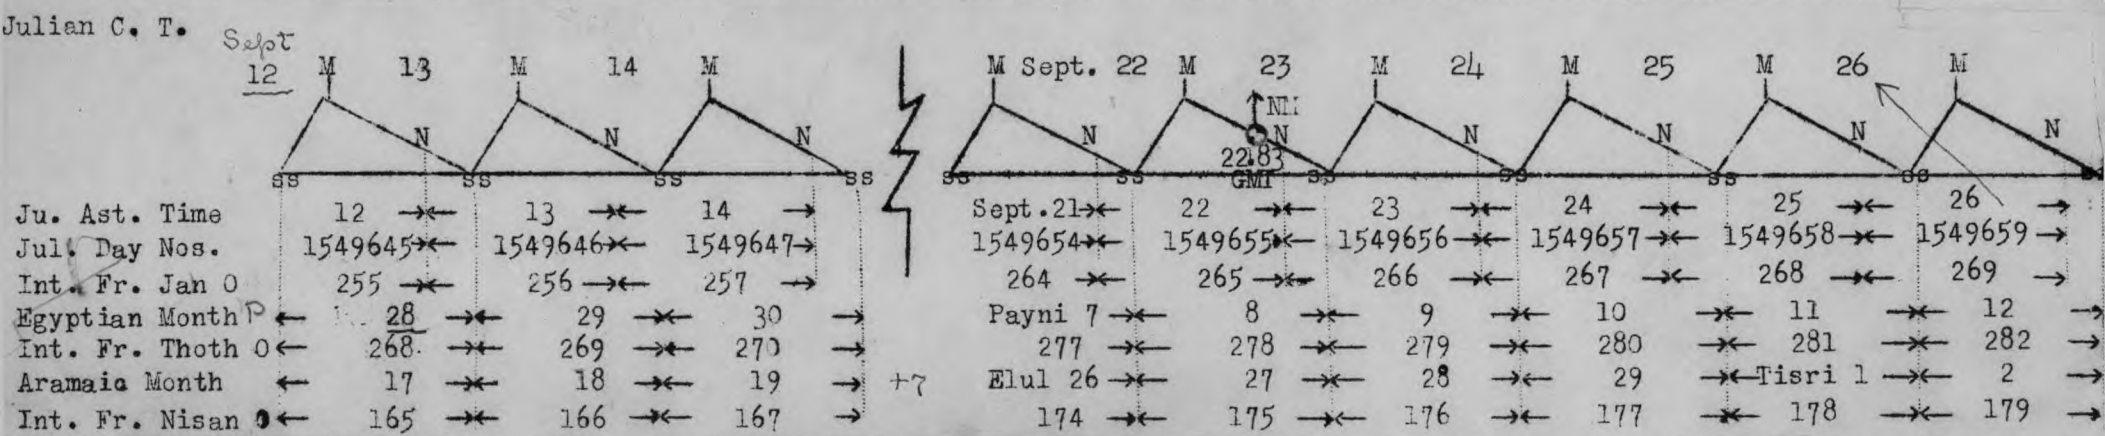 Julian C. T.
Sept
12 M 13 M 14 M M Sept. 22 M 23 M 24 M 25 M 26 M
NM
N N N N N N N N N
22.83
GMT
SS SS SS SS SS SS SS SS SS SS
Ju. Ast. Time 12 13 14 Sept.21 22 23 24 25 26
Jul. Day Nos. 1549645 1549646 1549647 1549654 1549655 1549656 1549657 1549658 1549659
Int. Fr. Jan 0 255 256 257 264 265 266 267 268 269
Egyptian Month P 28 29 30 Payni 7 8 9 10 11 12
Int. Fr. Thoth 0 268 269 270 277 278 279 280 281 282
Aramaic Month 17 18 19 +7 Elul 26 27 28 29 Tisri 1 2
Int. Fr. Nisan 0 165 166 167 174 175 176 177 178 179